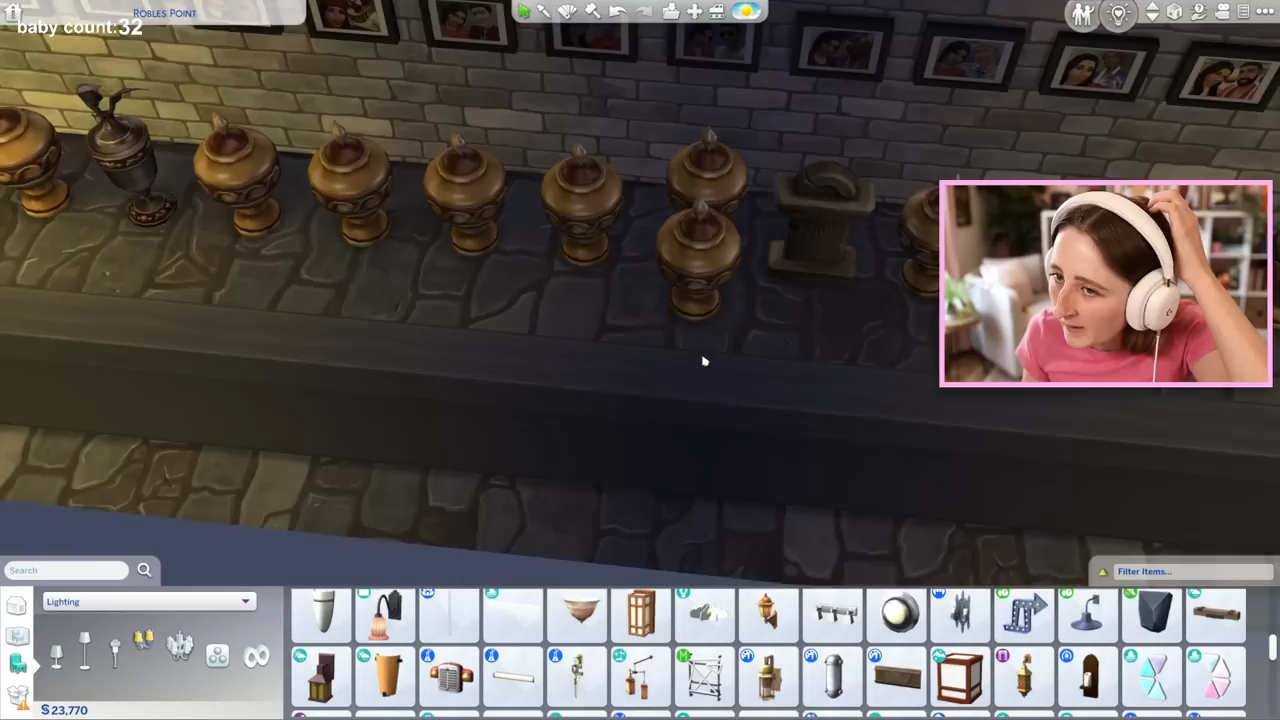 ROBLES POINT
baby count:32
Search
Filter Items...
Lighting
$23,770